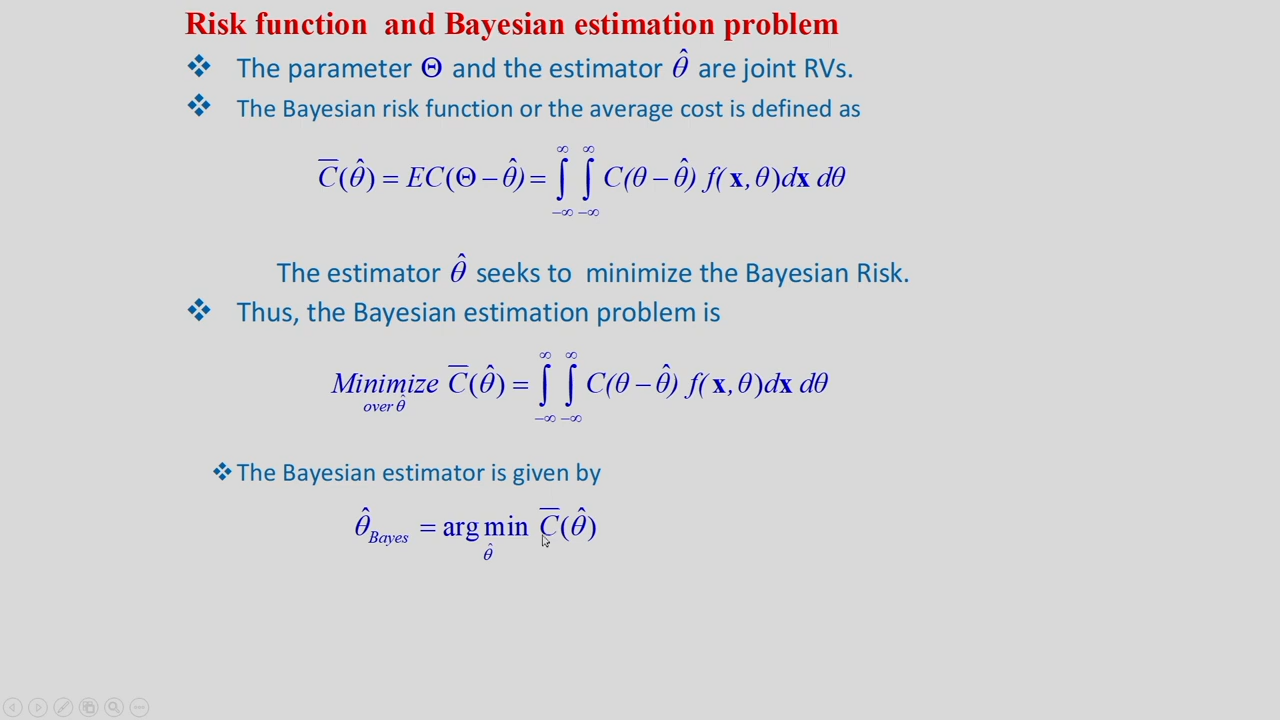 Risk function and Bayesian estimation problem
❖ The parameter Θ and the estimator θ̂ are joint RVs.
❖ The Bayesian risk function or the average cost is defined as
C̅(θ̂) = EC(Θ − θ̂) = ∫_{−∞}^{∞} ∫_{−∞}^{∞} C(θ − θ̂) f(x, θ)dx dθ
The estimator θ̂ seeks to minimize the Bayesian Risk.
❖ Thus, the Bayesian estimation problem is
Minimize C̅(θ̂) = ∫_{−∞}^{∞} ∫_{−∞}^{∞} C(θ − θ̂) f(x, θ)dx dθ
over θ̂
❖ The Bayesian estimator is given by
θ̂_{Bayes} = arg min C̅(θ̂)
θ̂